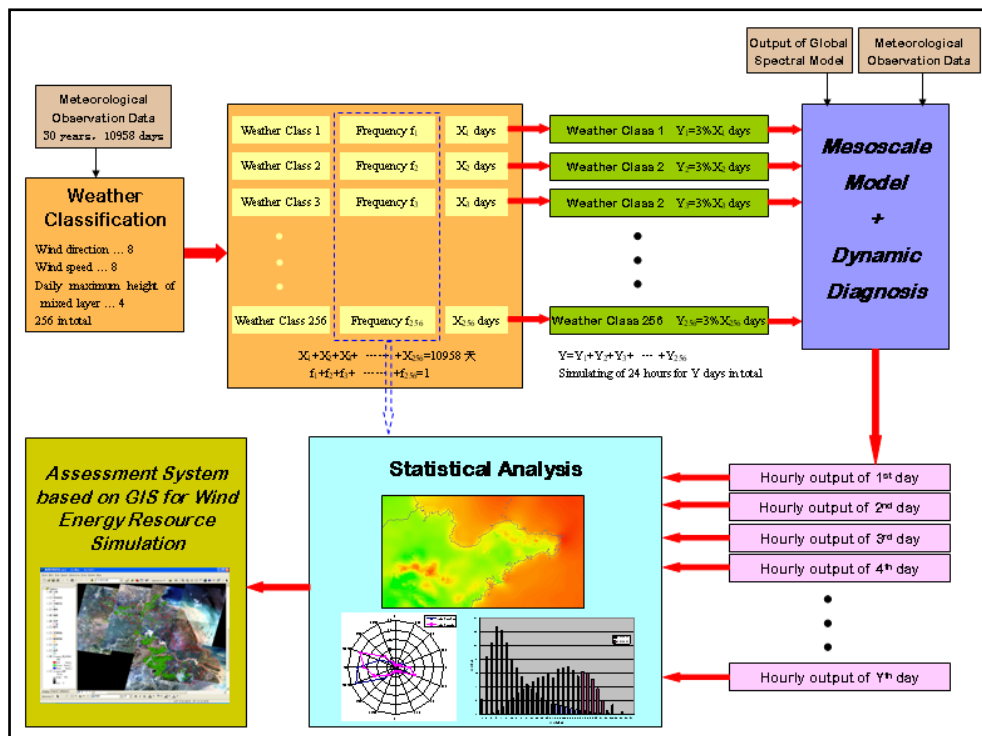 Output of Global
Spectral Model
Meteorological
Observation Data
Meteorological
Observation Data
30 years, 10958 days
Weather
Classification
Wind direction ... 8
Wind speed ... 8
Daily maximum height of
mixed layer ... 4
256 in total
Weather Class 1 Frequency f1 X1 days
Weather Class 2 Frequency f2 X2 days
Weather Class 3 Frequency f3 X3 days
Weather Class 256 Frequency f256 X256 days
X1+X2+X3+ ······ +X256=10958 天
f1+f2+f3+ ······ +f256=1
Weather Class 1 Y1=3%X1 days
Weather Class 2 Y2=3%X2 days
Weather Class 2 Y3=3%X3 days
Weather Class 256 Y256=3%X256 days
Y=Y1+Y2+Y3+ ··· +Y256
Simulating of 24 hours for Y days in total
Mesoscale
Model
+
Dynamic
Diagnosis
Assessment System
based on GIS for Wind
Energy Resource
Simulation
Statistical Analysis
Hourly output of 1st day
Hourly output of 2nd day
Hourly output of 3rd day
Hourly output of 4th day
Hourly output of Yth day